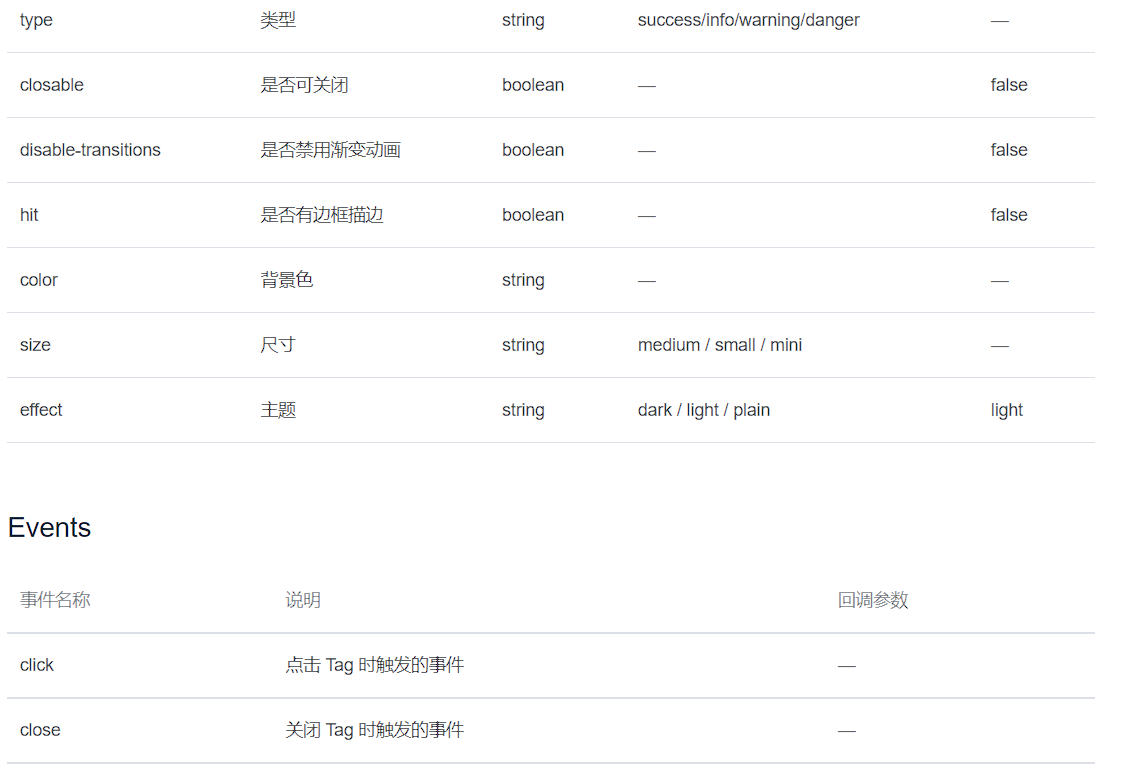 type 类型 string success/info/warning/danger —
closable 是否可关闭 boolean — false
disable-transitions 是否禁用渐变动画 boolean — false
hit 是否有边框描边 boolean — false
color 背景色 string — —
size 尺寸 string medium / small / mini —
effect 主题 string dark / light / plain light
Events
事件名称 说明 回调参数
click 点击 Tag 时触发的事件 —
close 关闭 Tag 时触发的事件 —